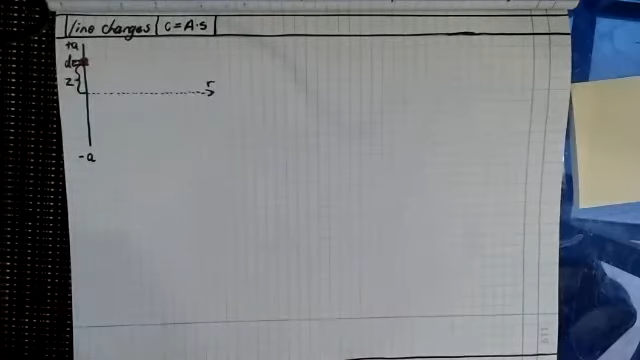 line charges C = A·s
+a
dz
z
r
-a